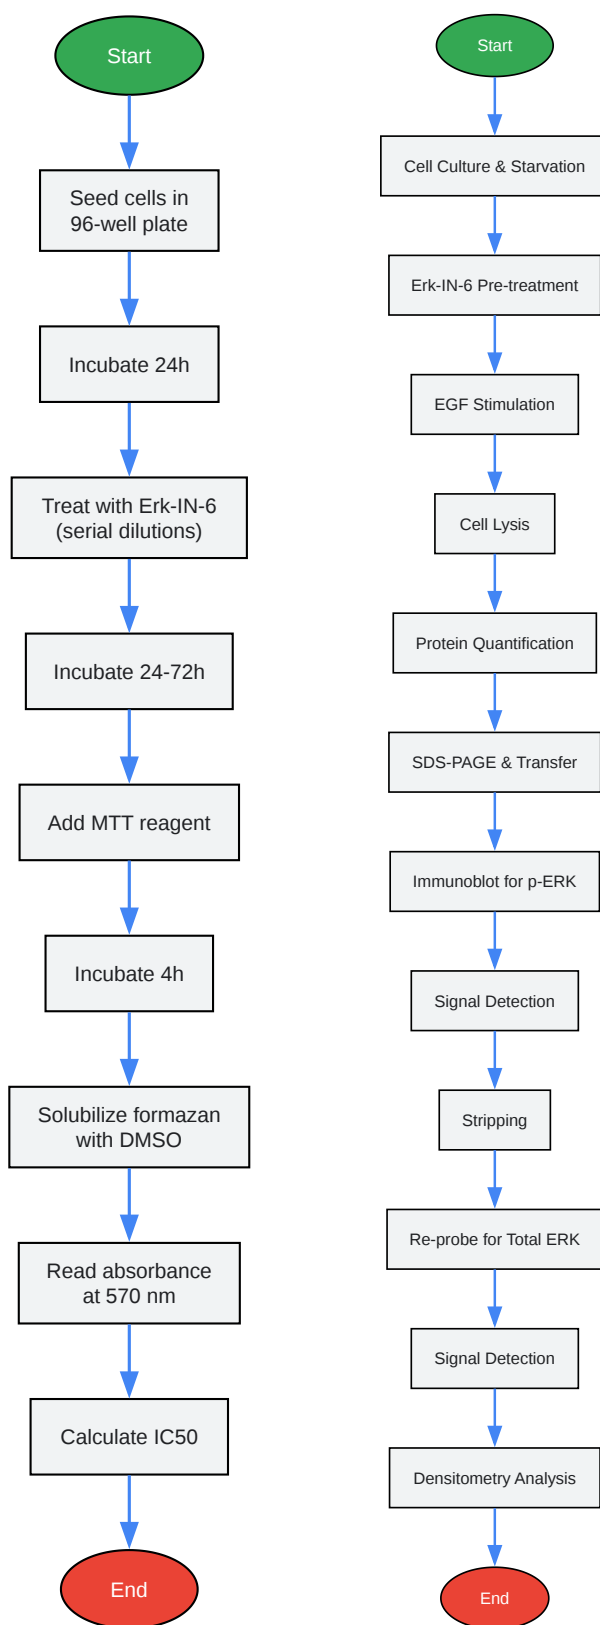 Start
Seed cells in
96-well plate
Incubate 24h
Treat with Erk-IN-6
(serial dilutions)
Incubate 24-72h
Add MTT reagent
Incubate 4h
Solubilize formazan
with DMSO
Read absorbance
at 570 nm
Calculate IC50
End
Start
Cell Culture & Starvation
Erk-IN-6 Pre-treatment
EGF Stimulation
Cell Lysis
Protein Quantification
SDS-PAGE & Transfer
Immunoblot for p-ERK
Signal Detection
Stripping
Re-probe for Total ERK
Signal Detection
Densitometry Analysis
End